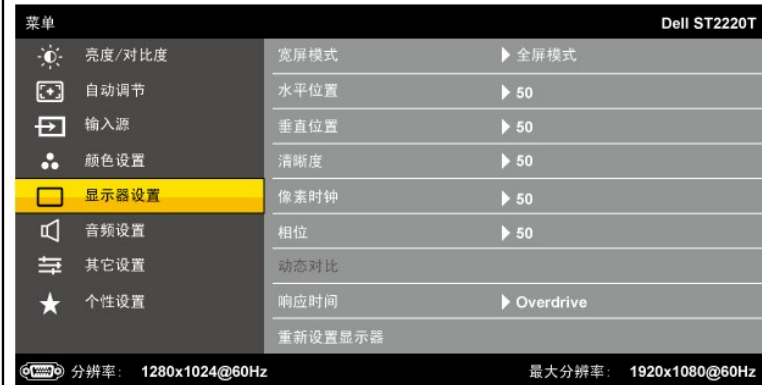 菜单 Dell ST2220T
亮度/对比度 宽屏模式 全屏模式
自动调节 水平位置 50
输入源 垂直位置 50
颜色设置 清晰度 50
显示器设置 像素时钟 50
音频设置 相位 50
其它设置 动态对比
个性设置 响应时间 Overdrive
重新设置显示器
分辨率: 1280x1024@60Hz 最大分辨率: 1920x1080@60Hz